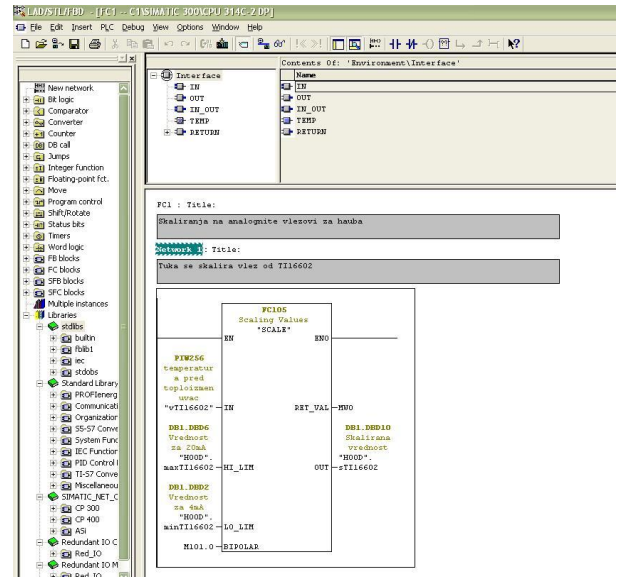 LAD/STL/FBD - [FC1 -- C1\SIMATIC 300\CPU 314C-2 DP]
File Edit Insert PLC Debug View Options Window Help
New network
Bit logic
Comparator
Converter
Counter
DB call
Jumps
Integer function
Floating-point fct.
Move
Program control
Shift/Rotate
Status bits
Timers
Word logic
FB blocks
FC blocks
SFB blocks
SFC blocks
Multiple instances
Libraries
stdlibs
builtin
fblib1
iec
stdobs
Standard Library
PROFIenerg
Communicati
Organization
S5-S7 Conve
System Func
IEC Function
PID Control
TI-S7 Conve
Miscellaneou
SIMATIC_NET_C
CP 300
CP 400
ASi
Redundant IO C
Red_IO
Redundant IO M
Red_IO
Interface
IN
OUT
IN_OUT
TEMP
RETURN
Contents Of: 'Environment\Interface'
Name
IN
OUT
IN_OUT
TEMP
RETURN
FC1 : Title:
Skaliranja na analognite vlezovi za hauba
Network 1: Title:
Tuka se skalira vlez od TI16602
FC105
Scaling Values
"SCALE"
EN ENO
PIW256
temperatur
a pred
toploizmen
uvac
"vTI16602" IN RET_VAL MW0
DB1.DBD6 DB1.DBD10
Vrednost Skalirana
za 20mA vrednost
"HOOD". "HOOD".
maxTI16602 HI_LIM OUT sTI16602
DB1.DBD2
Vrednost
za 4mA
"HOOD".
minTI16602 LO_LIM
M101.0 BIPOLAR